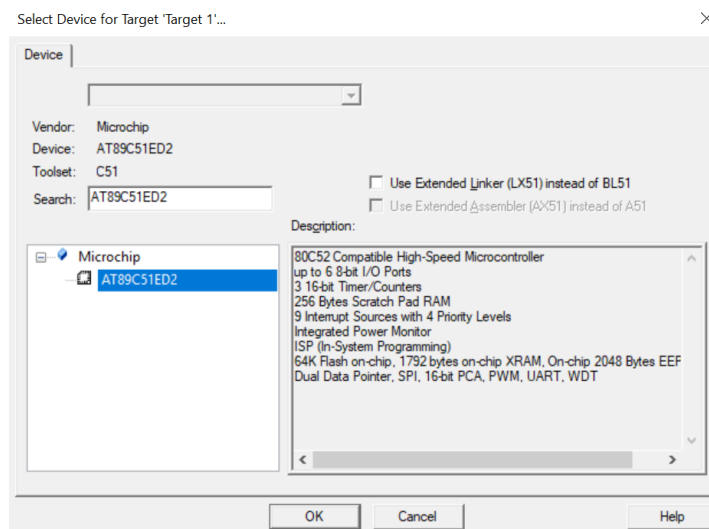 Select Device for Target 'Target 1'...
Device
Vendor: Microchip
Device: AT89C51ED2
Toolset: C51
Search: AT89C51ED2
Use Extended Linker (LX51) instead of BL51
Use Extended Assembler (AX51) instead of A51
Description:
Microchip
AT89C51ED2
80C52 Compatible High-Speed Microcontroller
up to 6 8-bit I/O Ports
3 16-bit Timer/Counters
256 Bytes Scratch Pad RAM
9 Interrupt Sources with 4 Priority Levels
Integrated Power Monitor
ISP (In-System Programming)
64K Flash on-chip, 1792 bytes on-chip XRAM, On-chip 2048 Bytes EEF
Dual Data Pointer, SPI, 16-bit PCA, PWM, UART, WDT
OK
Cancel
Help